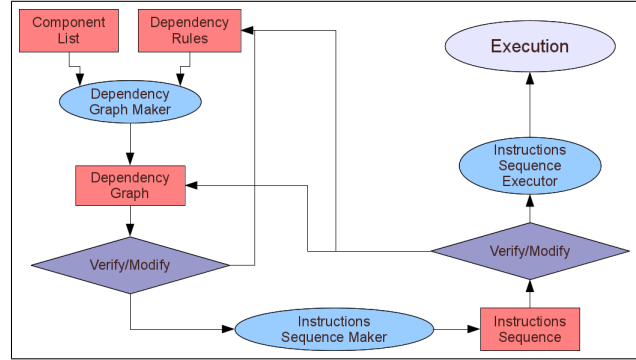 Component
List
Dependency
Rules
Execution
Dependency
Graph Maker
Instructions
Sequence
Executor
Dependency
Graph
Verify/Modify
Verify/Modify
Instructions
Sequence Maker
Instructions
Sequence